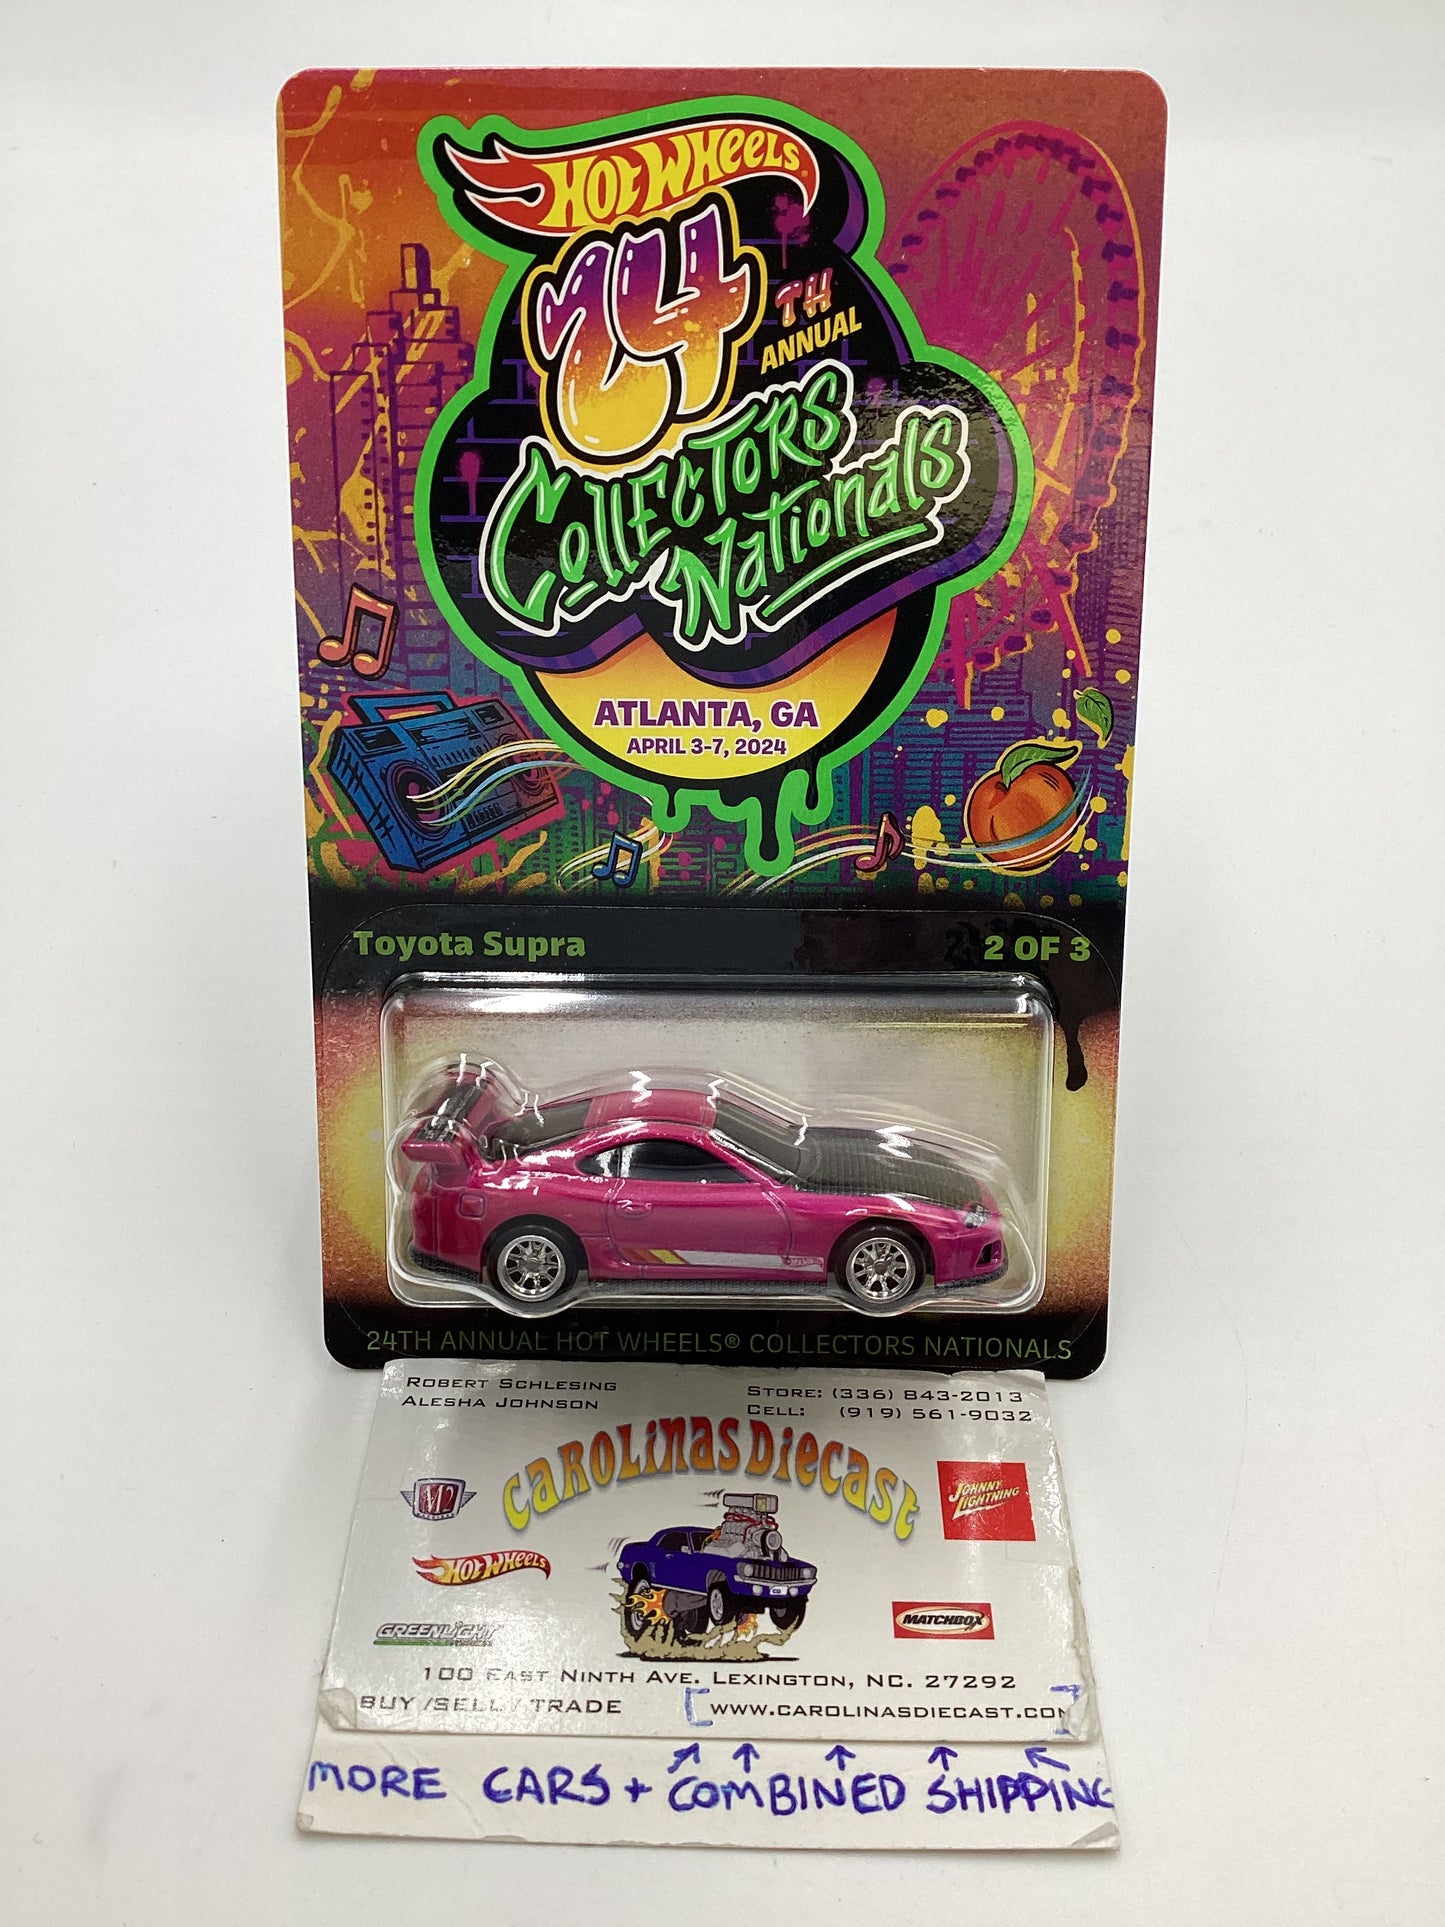 HOT WHEELS
24TH
ANNUAL
COLLECTORS
NATIONALS
ATLANTA, GA
APRIL 3-7, 2024
Toyota Supra
2 OF 3
24TH ANNUAL HOT WHEELS® COLLECTORS NATIONALS
ROBERT SCHLESING
ALESHA JOHNSON
STORE: (336) 843-2013
CELL: (919) 561-9032
CAROLINAS DIECAST
M2
JOHNNY LIGHTNING
HOT WHEELS
GREENLIGHT
MATCHBOX
100 EAST NINTH AVE. LEXINGTON, NC. 27292
BUY /SELL / TRADE
[WWW.CAROLINASDIECAST.COM]
MORE CARS + COMBINED SHIPPING